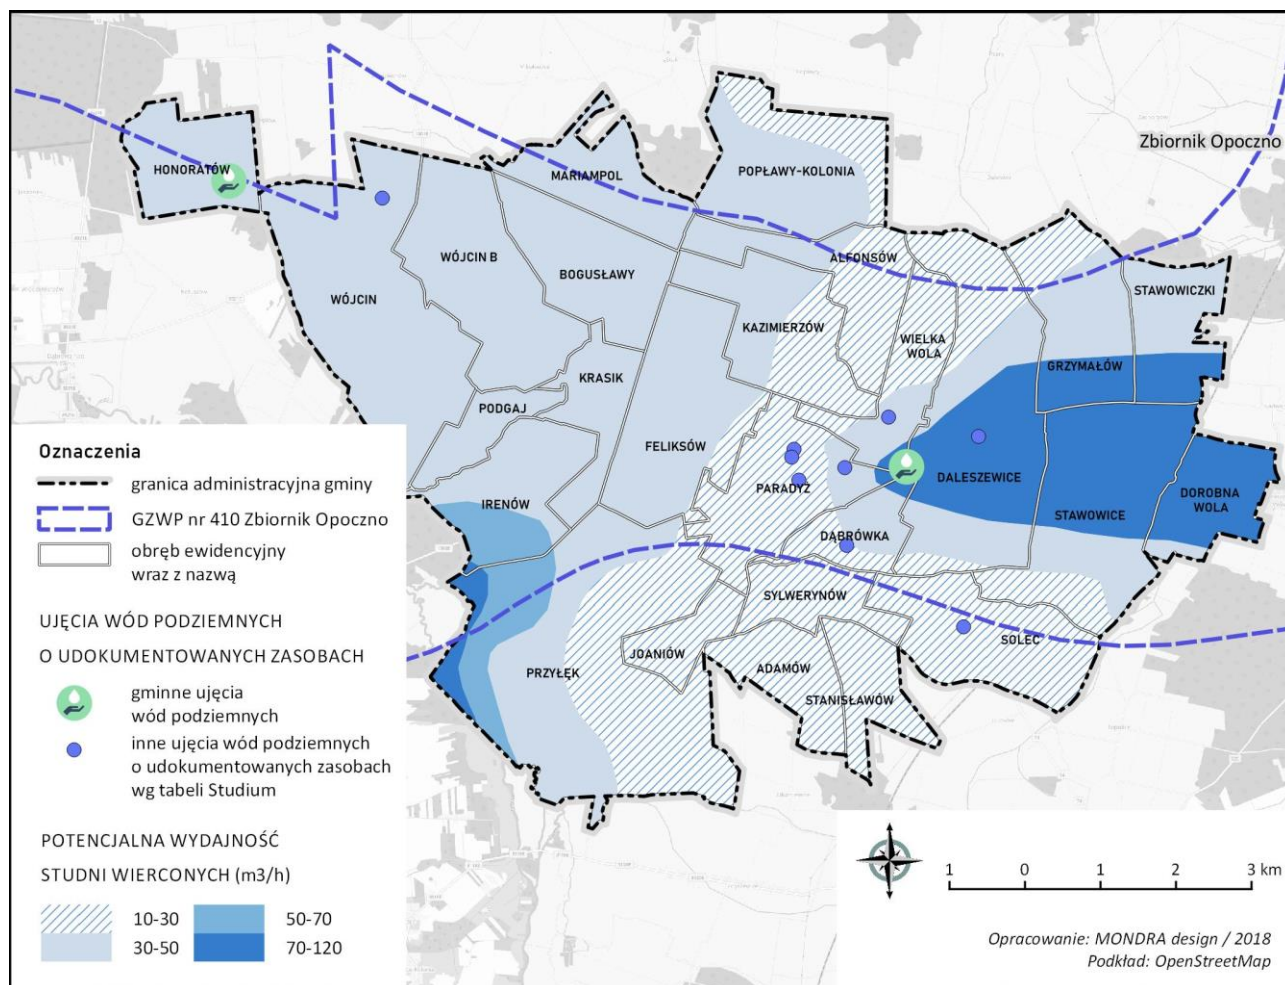 Zbiornik Opoczno
HONORATÓW
MARIAMPOL
POPŁAWY-KOLONIA
WÓJCIN B
BOGUSŁAWY
ALFONSÓW
STAWOWICZKI
WÓJCIN
KAZIMIERZÓW
WIELKA
WOLA
GRZYMAŁÓW
KRASIK
PODGAJ
FELIKSÓW
IRENÓW
PARADYŻ
DALESZEWICE
DOROBNA
WOLA
STAWOWICE
DĄBRÓWKA
SYLWERYNÓW
SOLEC
JOANIÓW
ADAMÓW
PRZYŁĘK
STANISŁAWÓW
Oznaczenia
granica administracyjna gminy
GZWP nr 410 Zbiornik Opoczno
obręb ewidencyjny
wraz z nazwą
UJĘCIA WÓD PODZIEMNYCH
O UDOKUMENTOWANYCH ZASOBACH
gminne ujęcia
wód podziemnych
inne ujęcia wód podziemnych
o udokumentowanych zasobach
wg tabeli Studium
POTENCJALNA WYDAJNOŚĆ
STUDNI WIERCONYCH (m3/h)
10-30 50-70
30-50 70-120
1 0 1 2 3 km
Opracowanie: MONDRA design / 2018
Podkład: OpenStreetMap